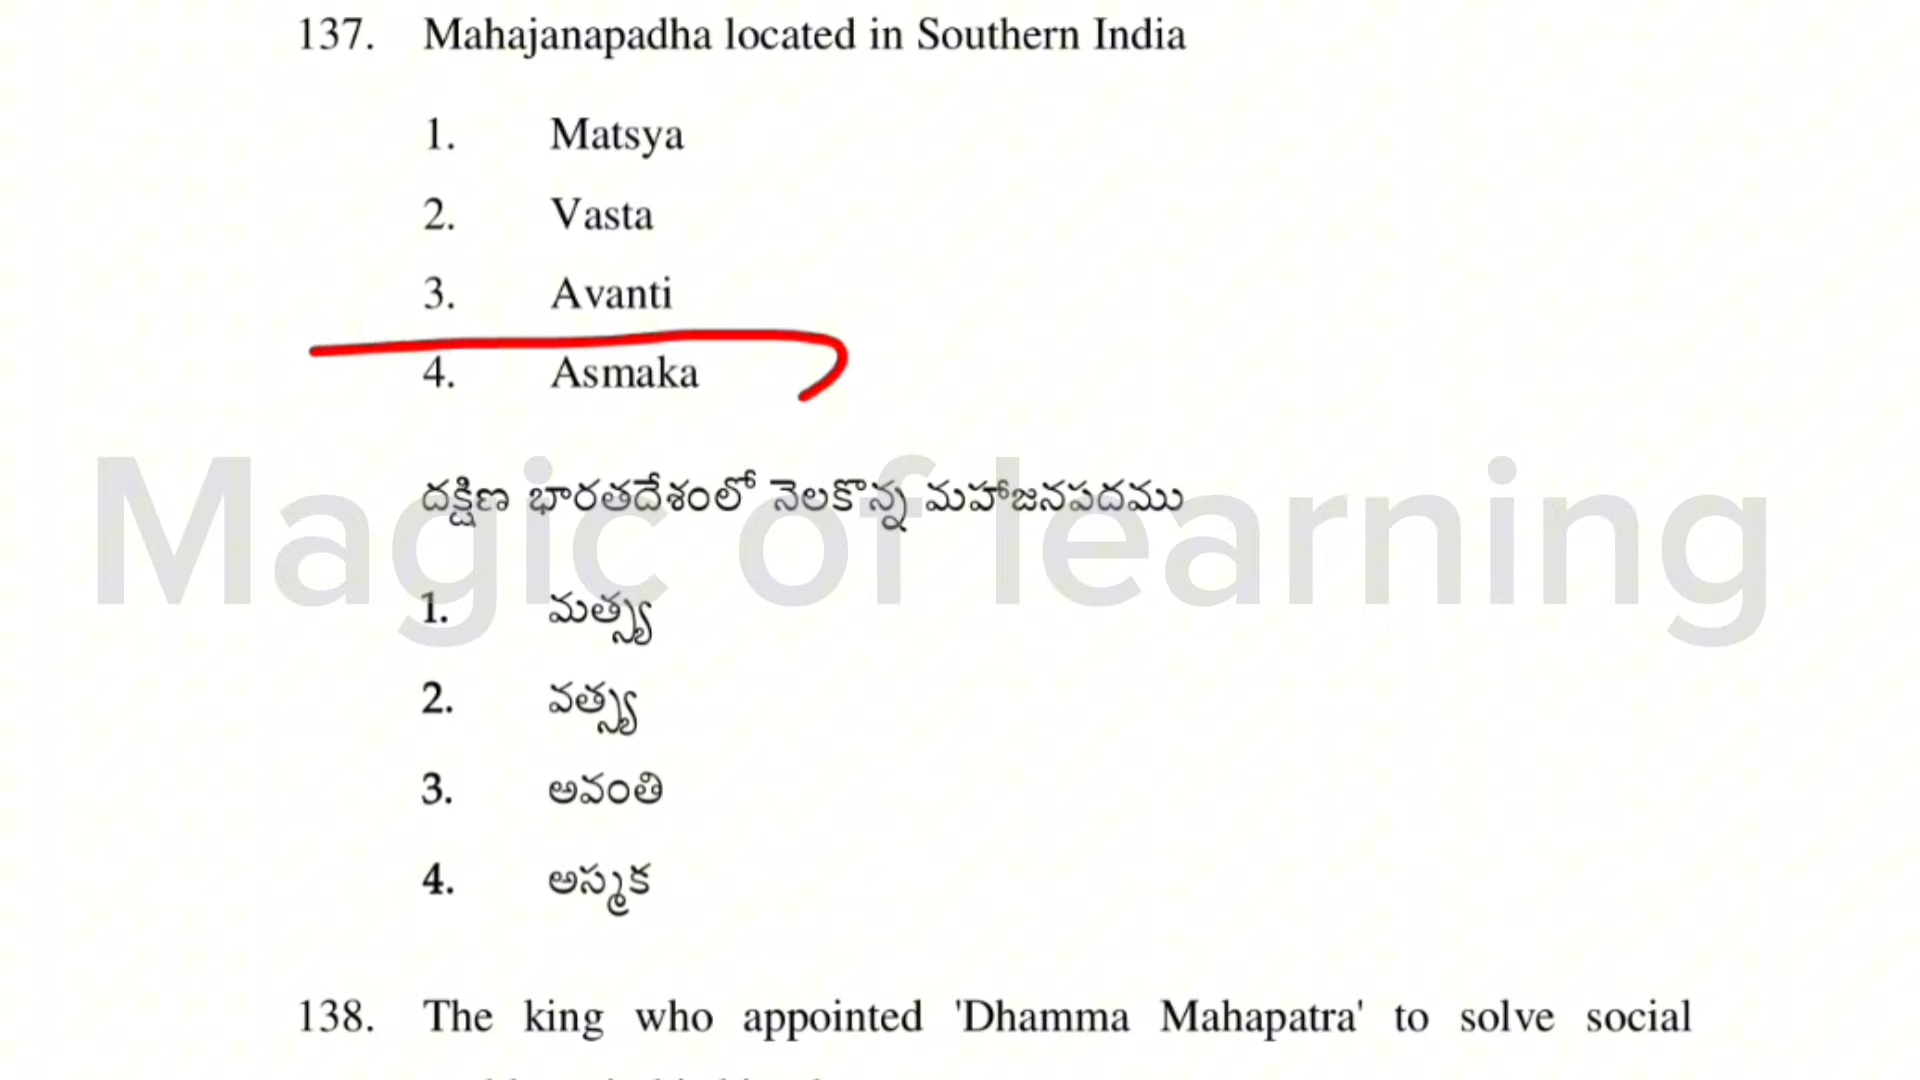 137. Mahajanapadha located in Southern India
1. Matsya
2. Vasta
3. Avanti
4. Asmaka
దక్షిణ భారతదేశంలో నెలకొన్న మహాజనపదము
Magic of learning
1. మత్స్య
2. వత్స్య
3. అవంతి
4. అస్మక
138. The king who appointed 'Dhamma Mahapatra' to solve social